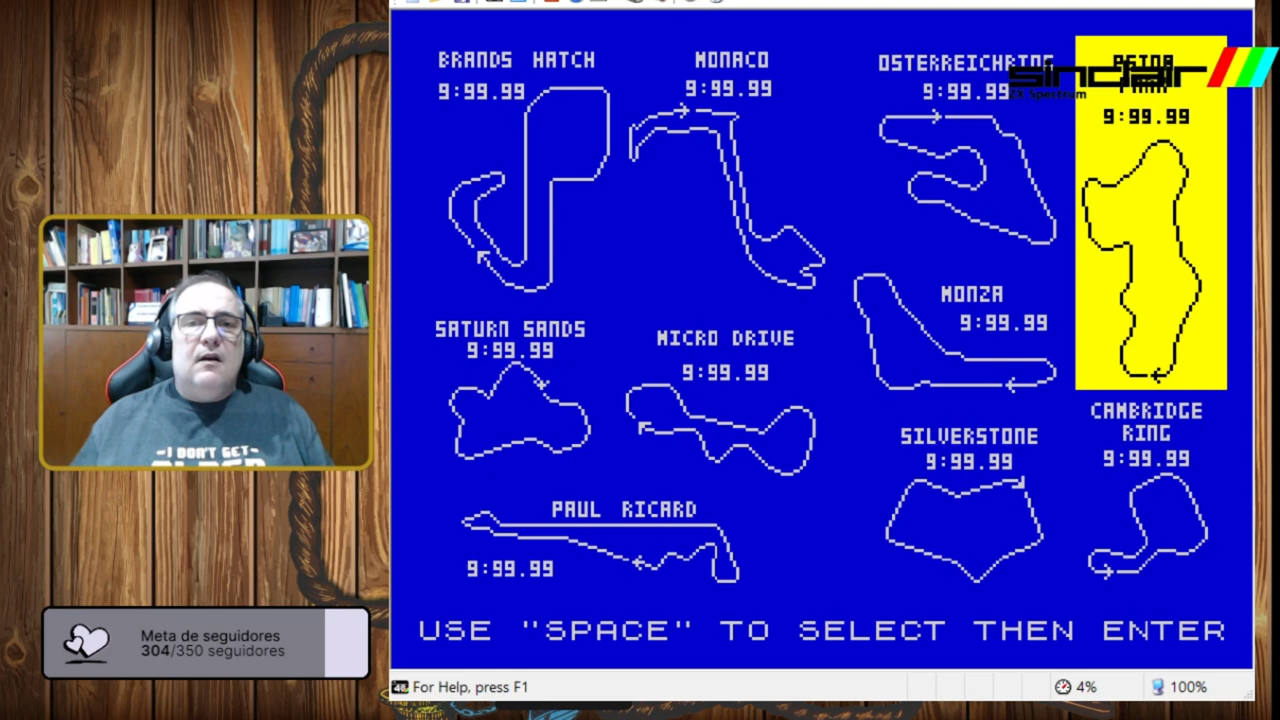 BRANDS HATCH
9:99.99
MONACO
9:99.99
OSTERREICHRING
9:99.99
sinclair
ZX Spectrum
9:99.99
SATURN SANDS
9:99.99
MICRO DRIVE
9:99.99
MONZA
9:99.99
CAMBRIDGE
RING
9:99.99
SILVERSTONE
9:99.99
PAUL RICARD
9:99.99
USE "SPACE" TO SELECT THEN ENTER
For Help, press F1
4%
100%
-I DON'T GET-
OLDER
Meta de seguidores
304/350 seguidores